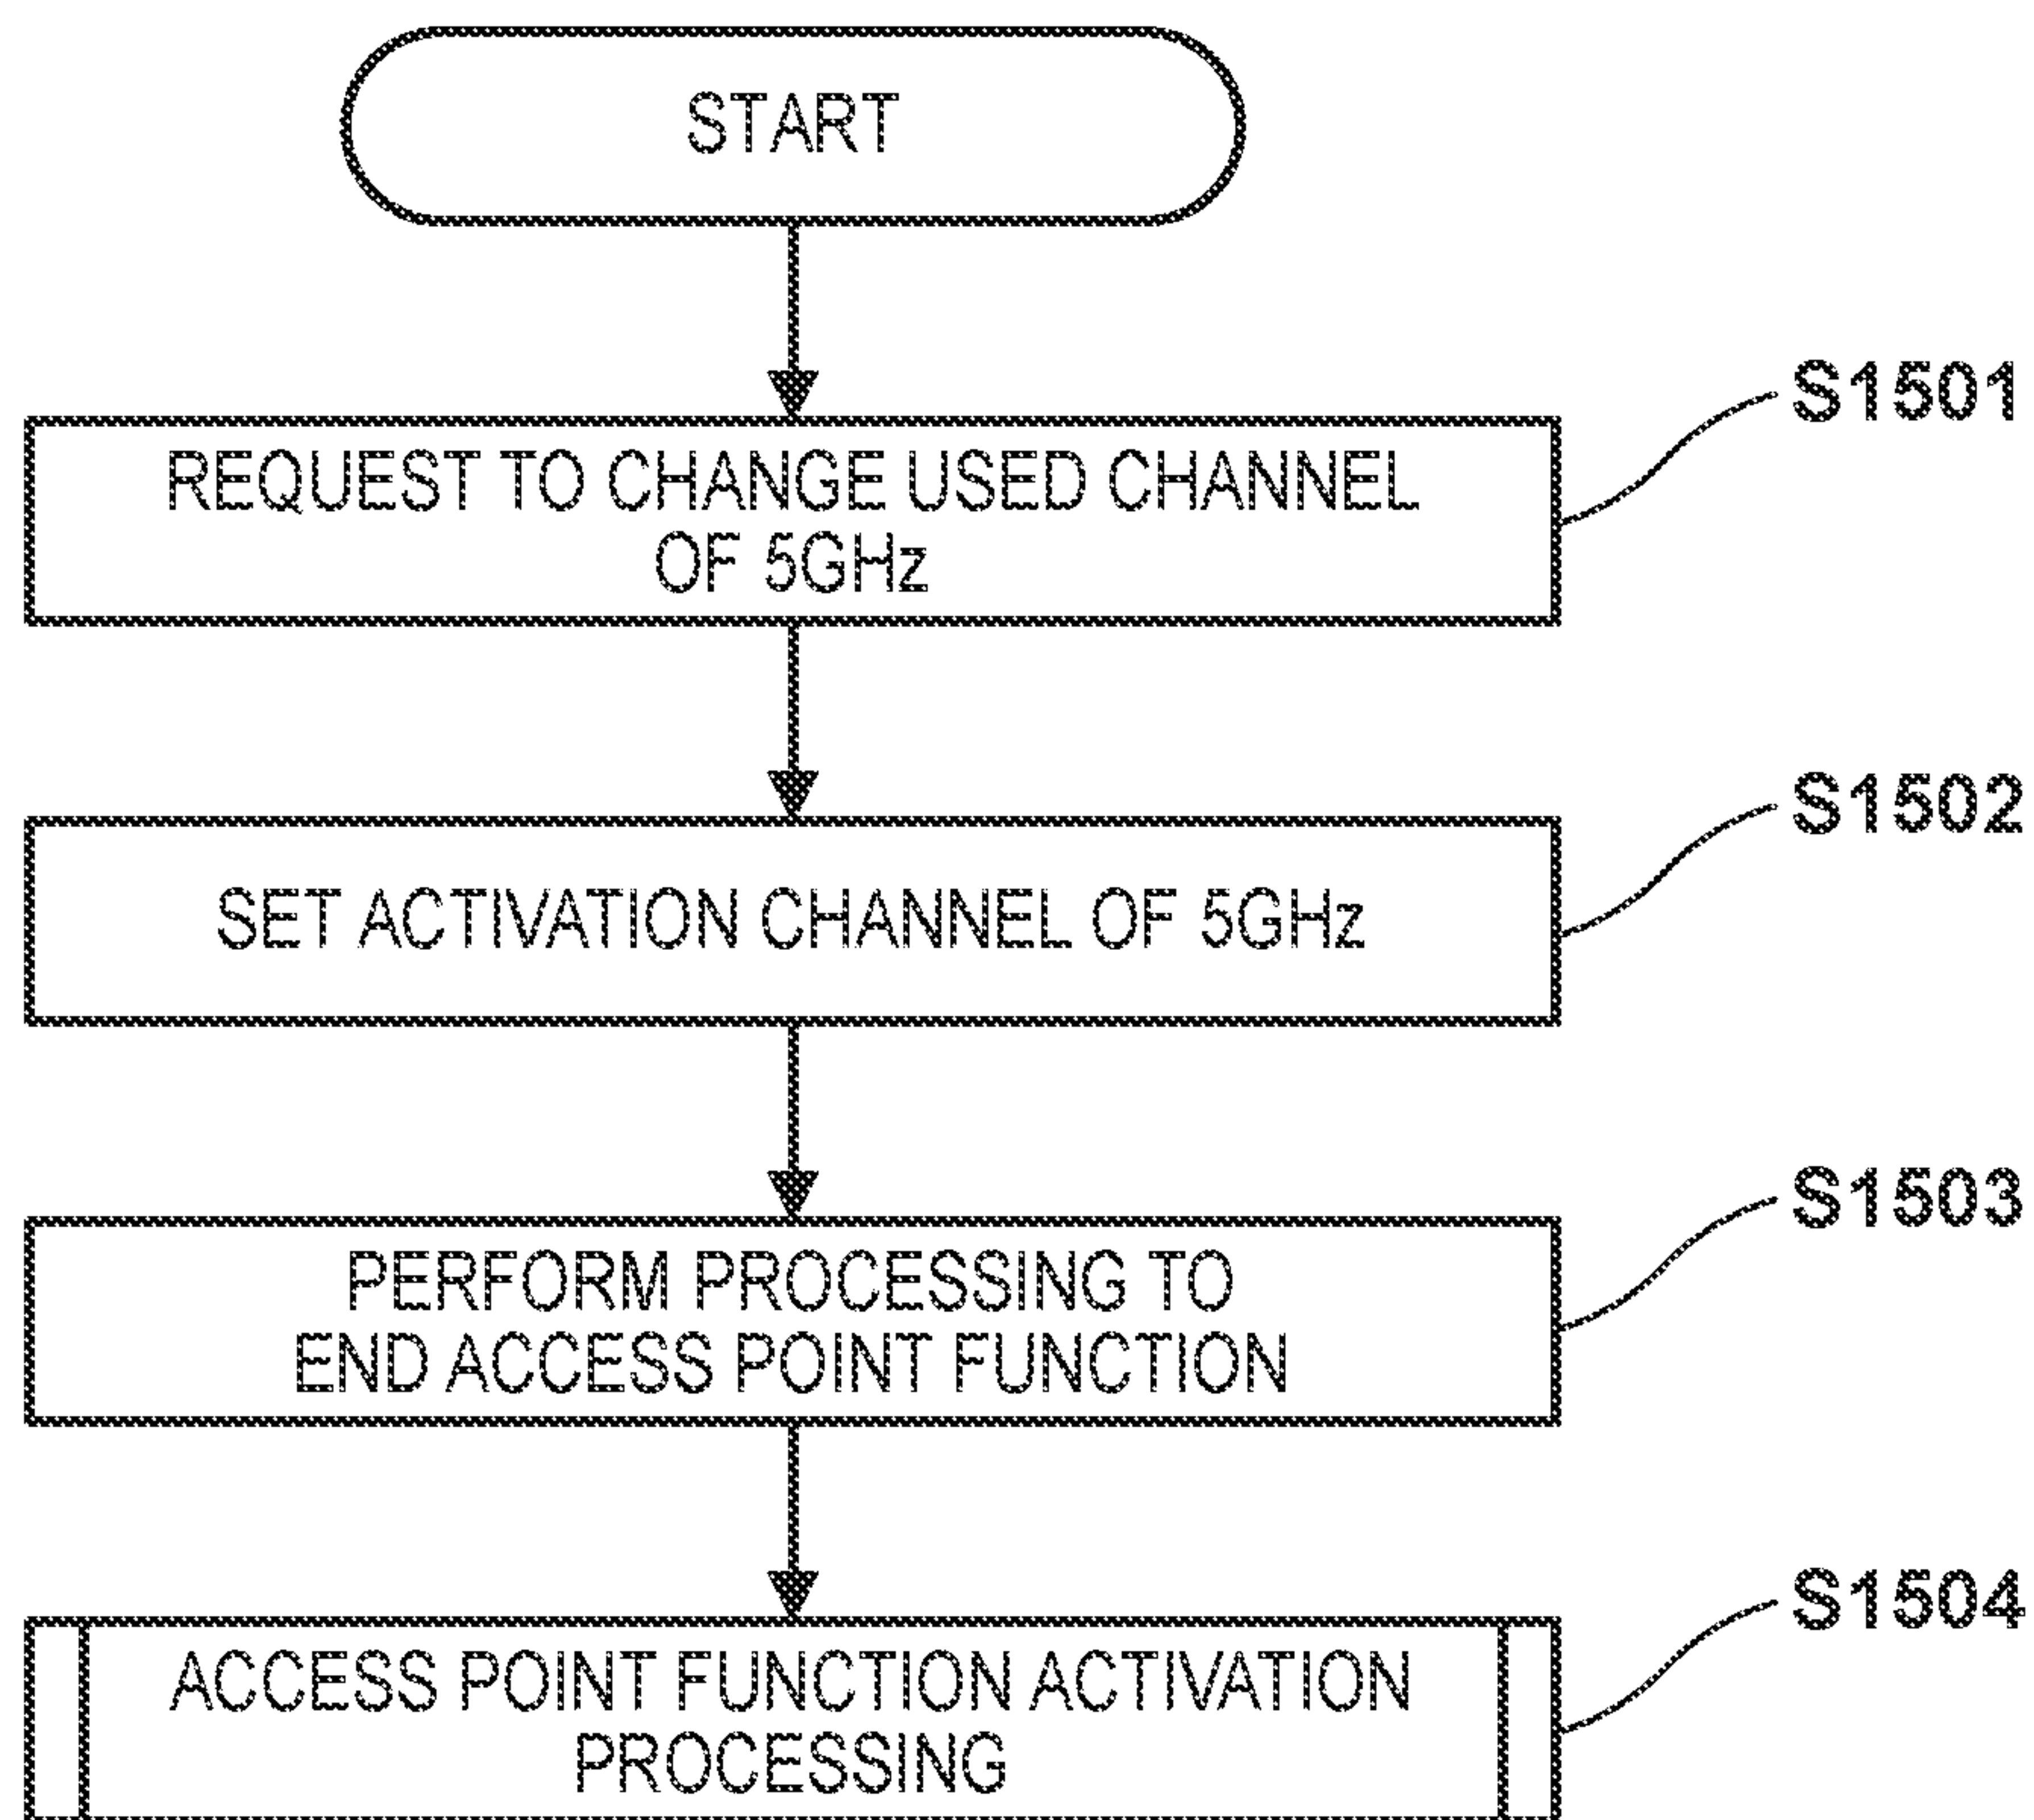 START
S1501
REQUEST TO CHANGE USED CHANNEL
OF 5GHz
S1502
SET ACTIVATION CHANNEL OF 5GHz
S1503
PERFORM PROCESSING TO
END ACCESS POINT FUNCTION
S1504
ACCESS POINT FUNCTION ACTIVATION
PROCESSING